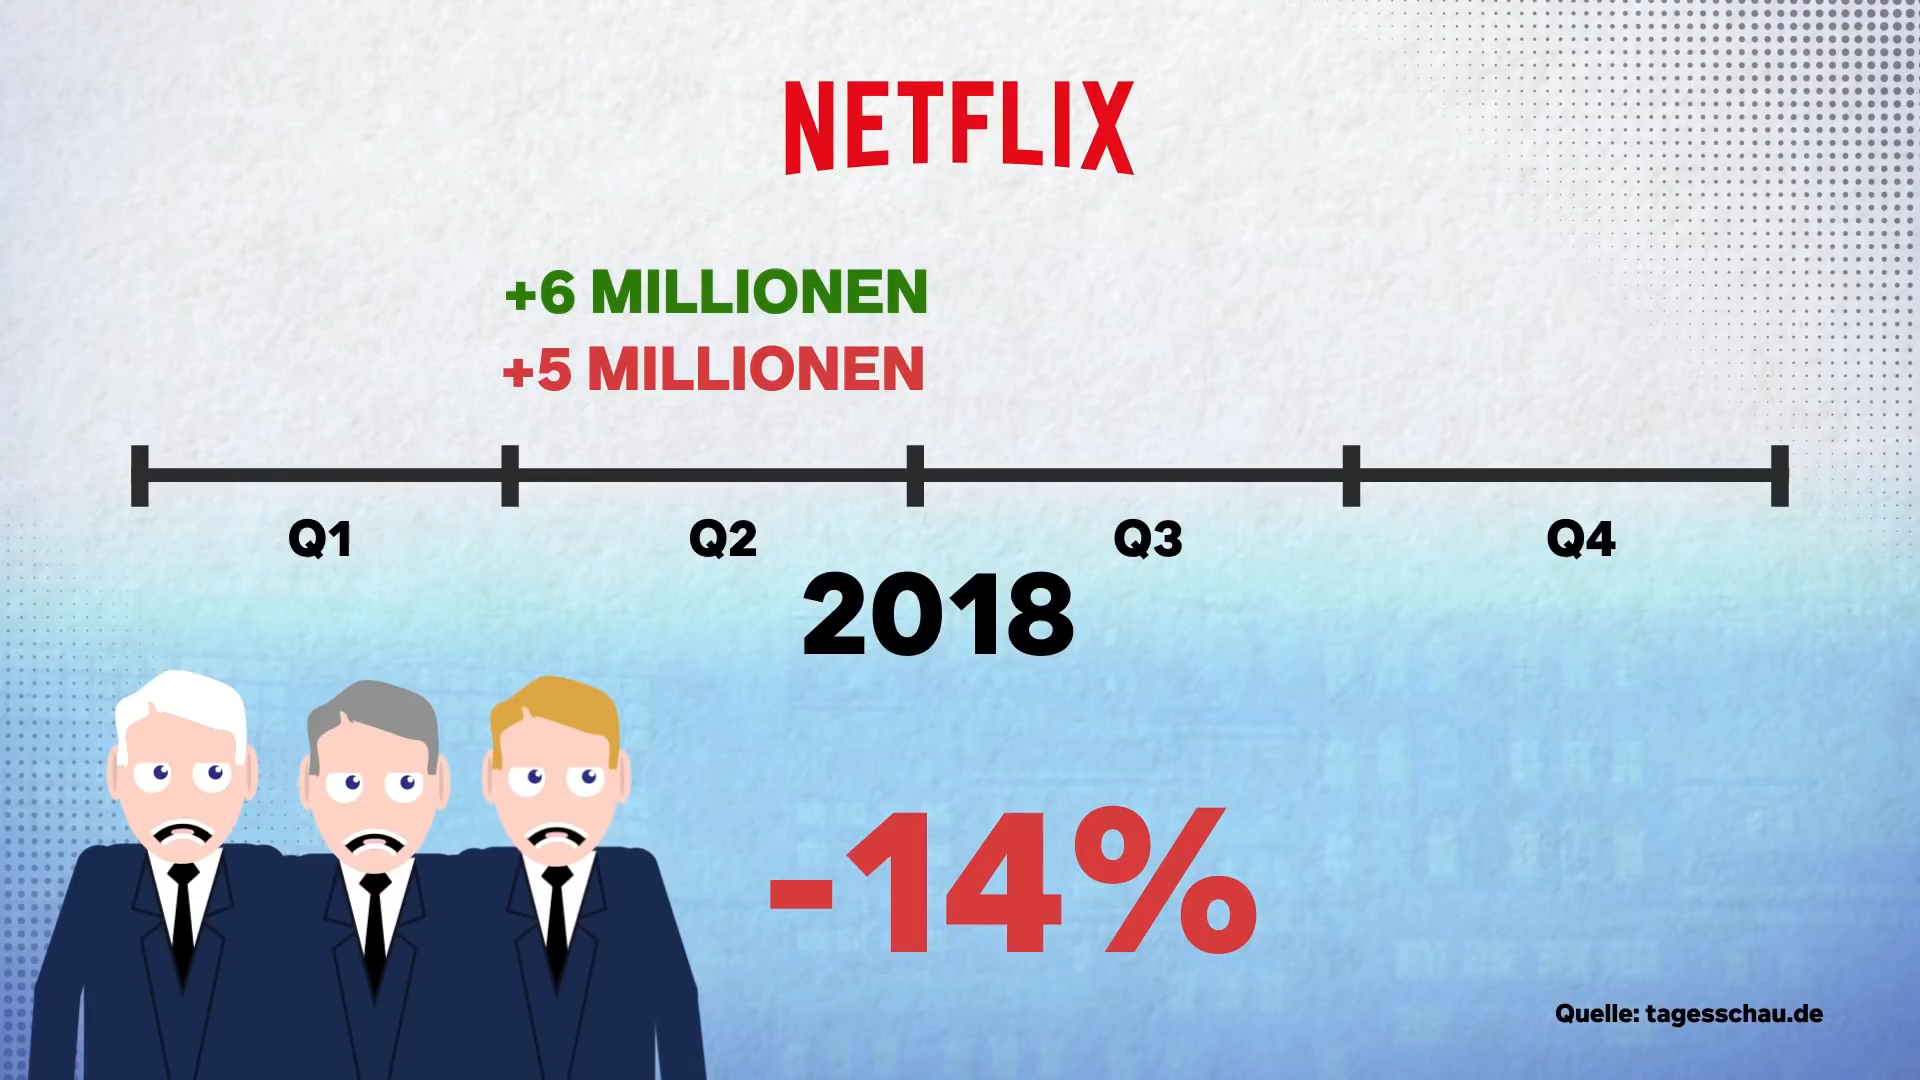 NETFLIX
+6 MILLIONEN
+5 MILLIONEN
Q1 Q2 Q3 Q4
2018
-14%
Quelle: tagesschau.de